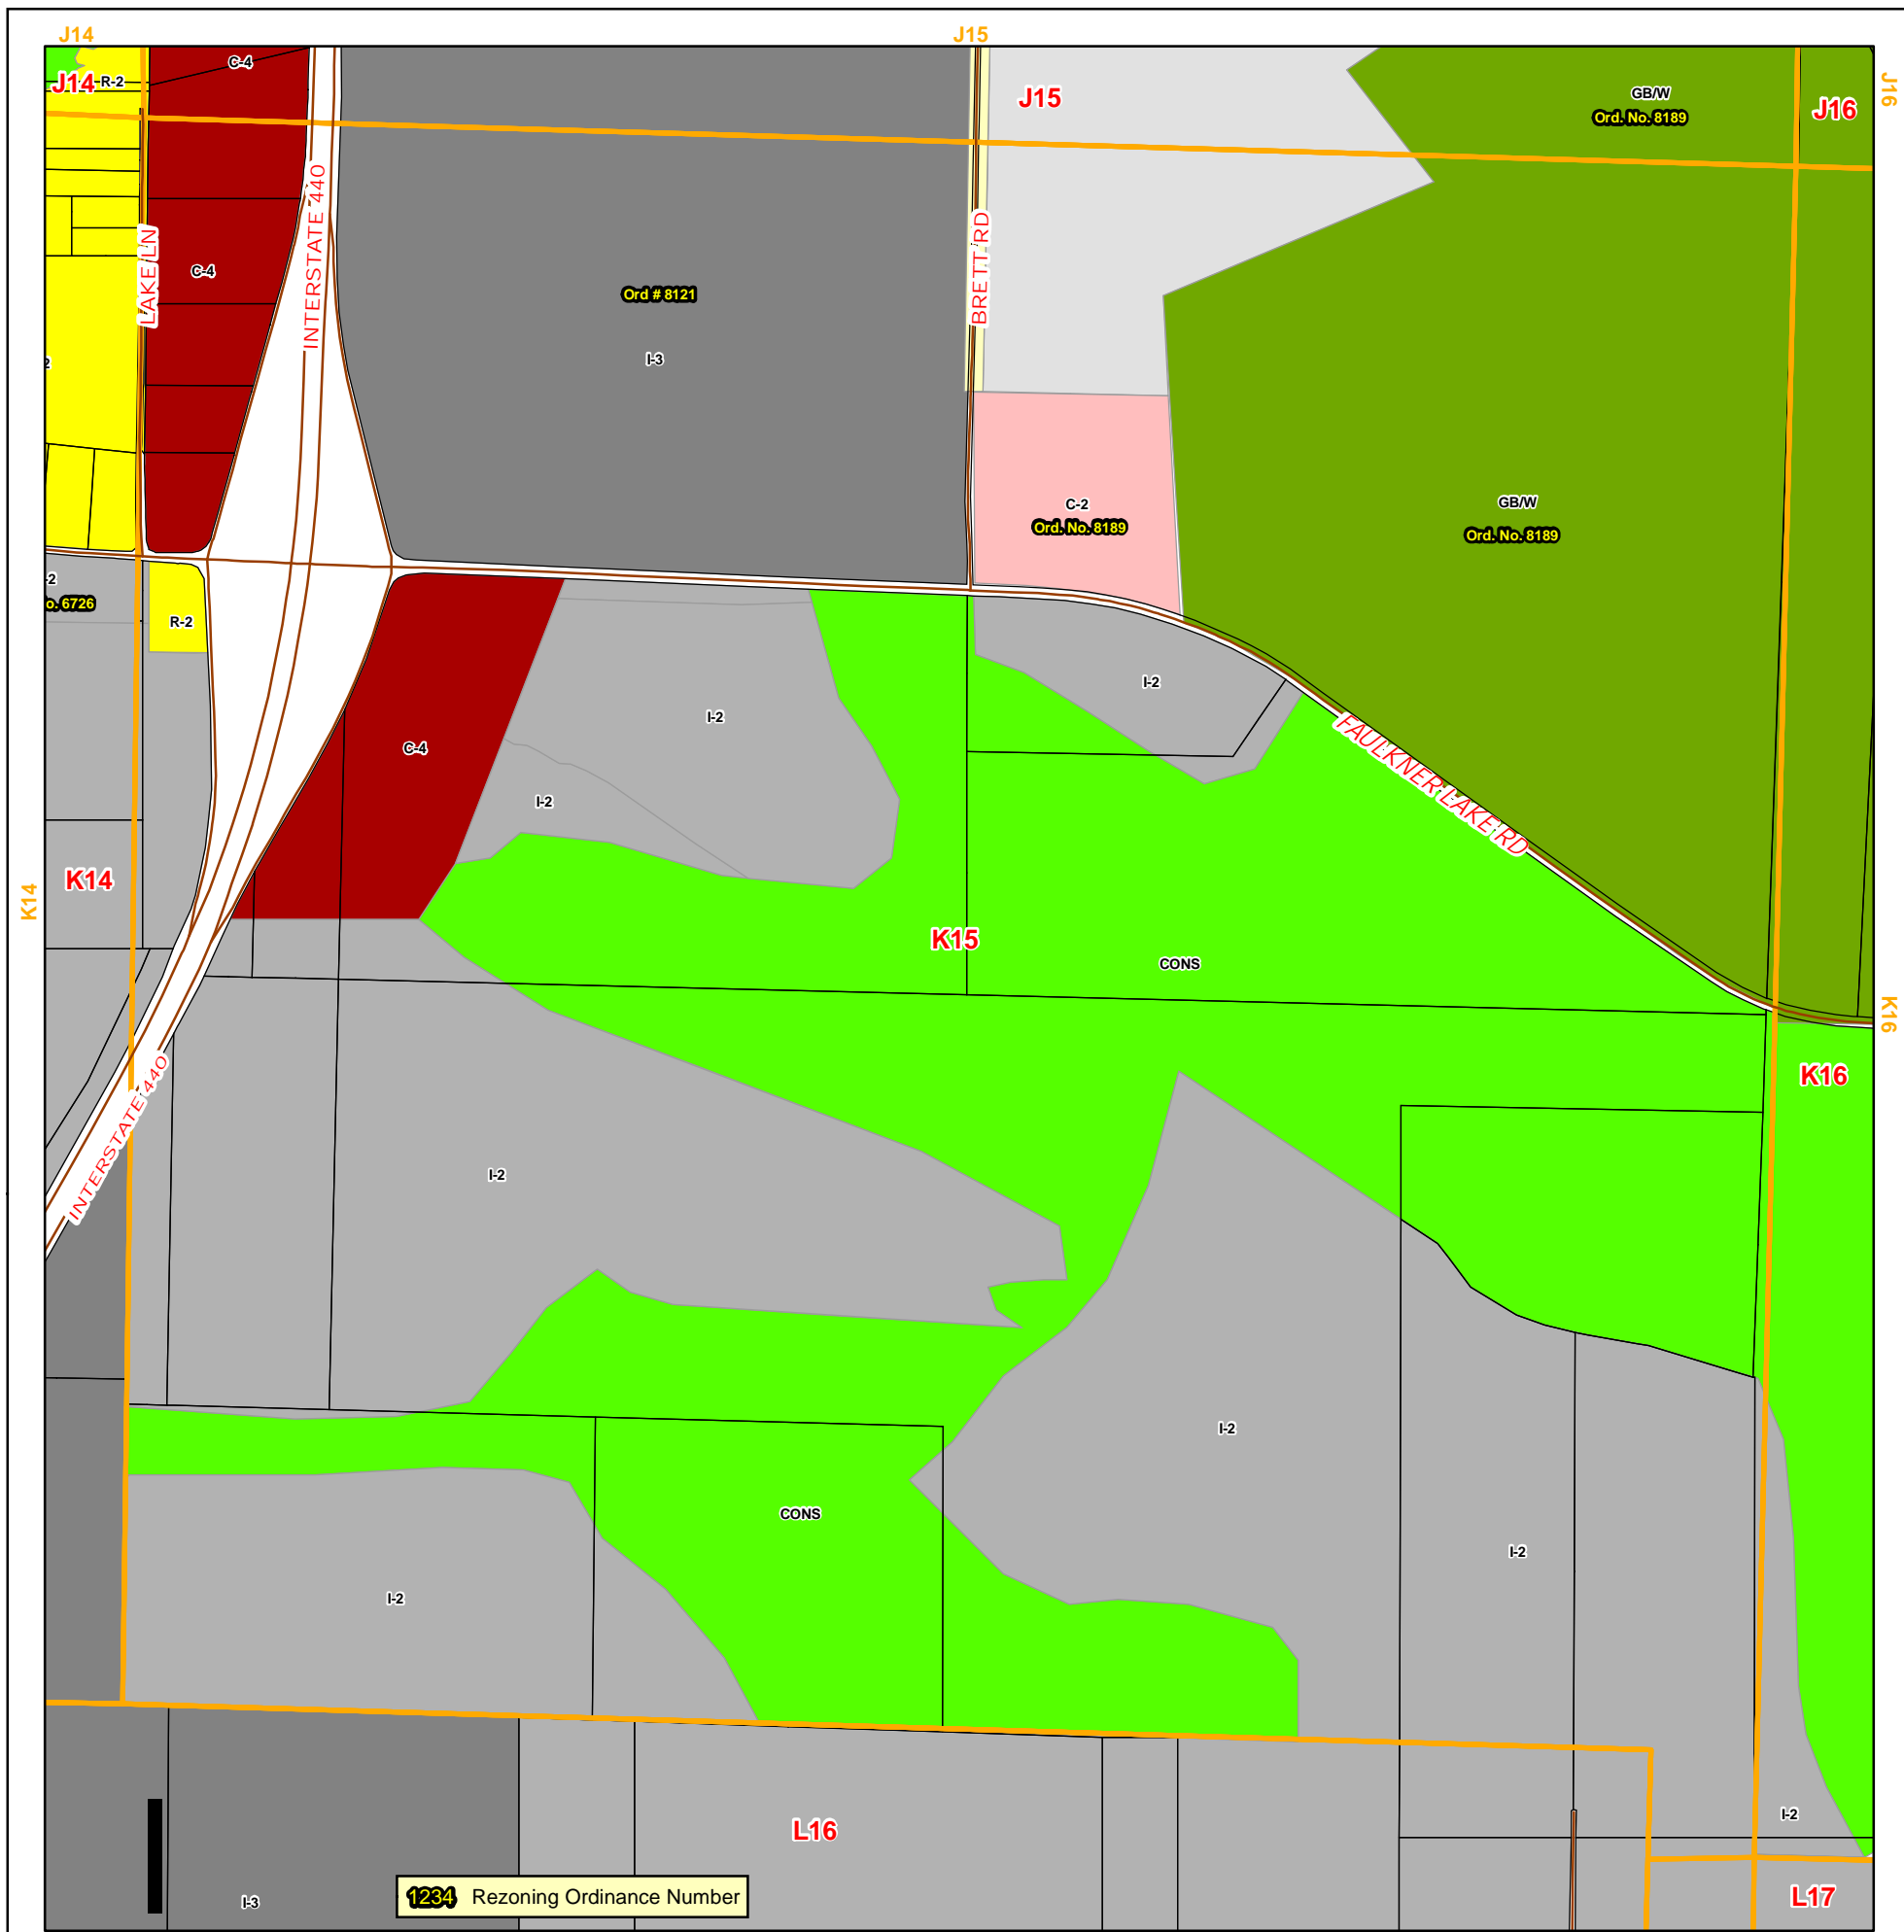 J14
J15
C-4
R-2
J14
J15
GB/W
Ord. No. 8189
J16
J16
INTERSTATE 440
LAKE LN
C-4
BRETT RD
Ord # 8121
I-3
2
C-2
Ord. No. 8189
GB/W
Ord. No. 8189
-2
o. 6726
R-2
I-2
I-2
C-4
FAULKNER LAKE RD
I-2
K14
K14
K15
CONS
K16
K16
INTERSTATE 440
I-2
I-2
CONS
I-2
I-2
I-2
L16
1234 Rezoning Ordinance Number
I-3
L17